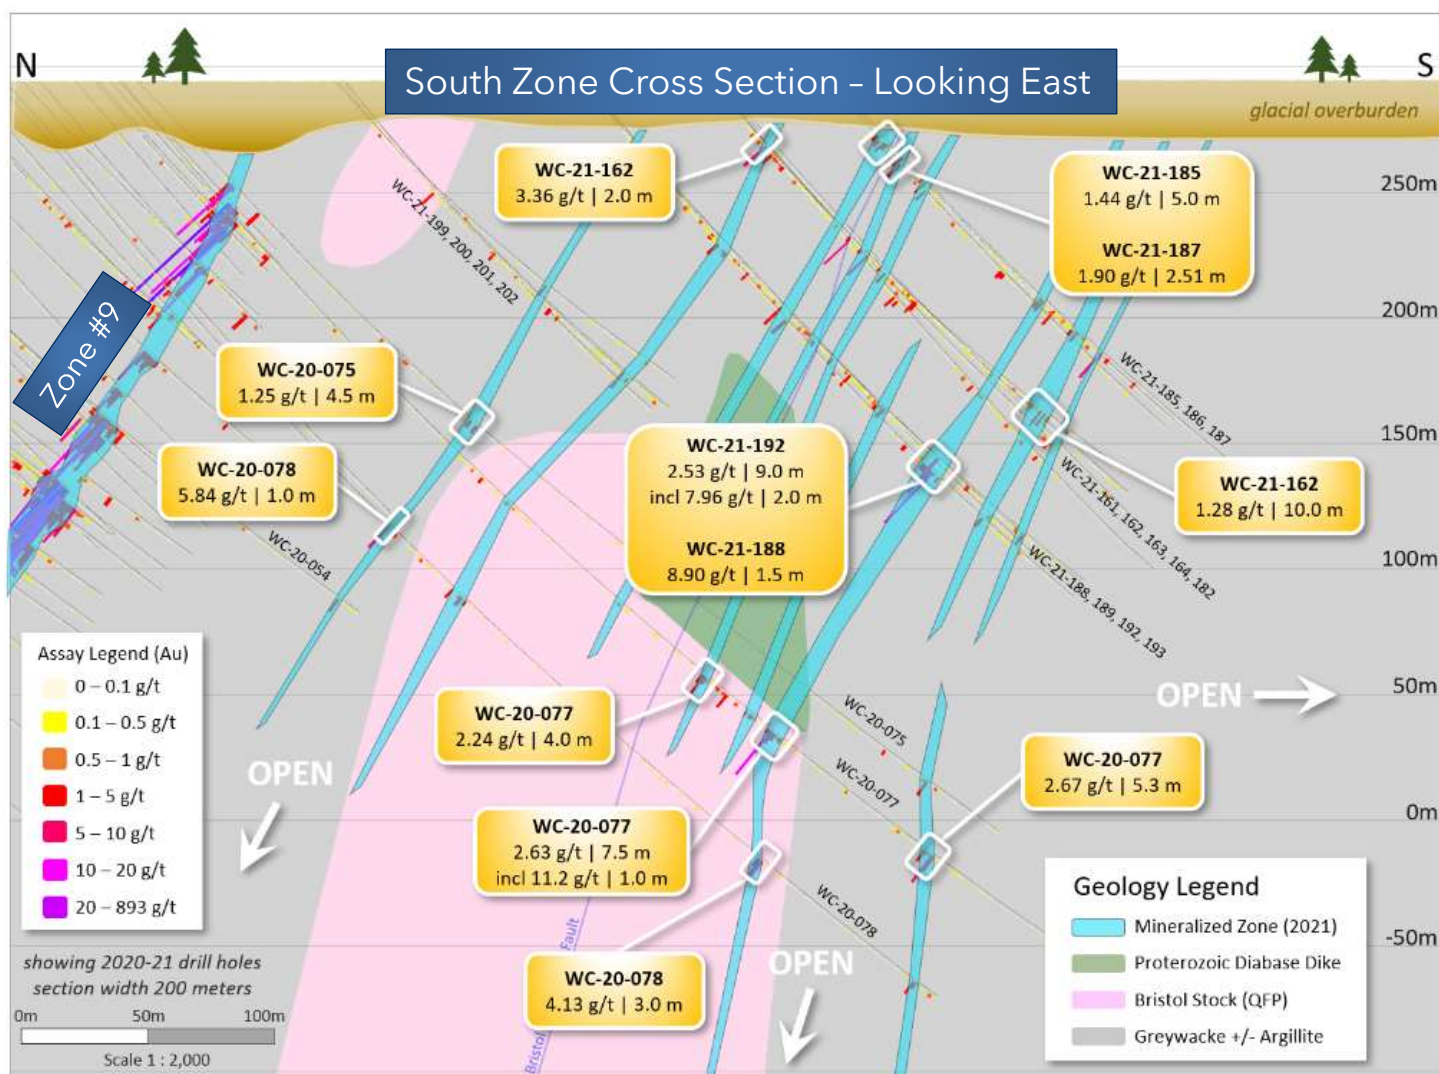 N
South Zone Cross Section – Looking East
S
glacial overburden
WC-21-162
3.36 g/t | 2.0 m
WC-21-185
1.44 g/t | 5.0 m
WC-21-187
1.90 g/t | 2.51 m
250m
WC-21-199, 200, 201, 202
200m
Zone #9
WC-20-075
1.25 g/t | 4.5 m
WC-21-185, 186, 187
150m
WC-20-078
5.84 g/t | 1.0 m
WC-21-192
2.53 g/t | 9.0 m
incl 7.96 g/t | 2.0 m
WC-21-188
8.90 g/t | 1.5 m
WC-21-162
1.28 g/t | 10.0 m
WC-21-161, 162, 163, 164, 182
WC-20-054
WC-21-188, 189, 192, 193
100m
Assay Legend (Au)
0 – 0.1 g/t
0.1 – 0.5 g/t
0.5 – 1 g/t
1 – 5 g/t
5 – 10 g/t
10 – 20 g/t
20 – 893 g/t
OPEN
50m
WC-20-077
2.24 g/t | 4.0 m
WC-20-075
WC-20-077
2.67 g/t | 5.3 m
OPEN
WC-20-077
0m
WC-20-077
2.63 g/t | 7.5 m
incl 11.2 g/t | 1.0 m
WC-20-078
Bristol Fault
OPEN
-50m
WC-20-078
4.13 g/t | 3.0 m
Geology Legend
Mineralized Zone (2021)
Proterozoic Diabase Dike
Bristol Stock (QFP)
Greywacke +/- Argillite
showing 2020-21 drill holes
section width 200 meters
0m 50m 100m
Scale 1 : 2,000